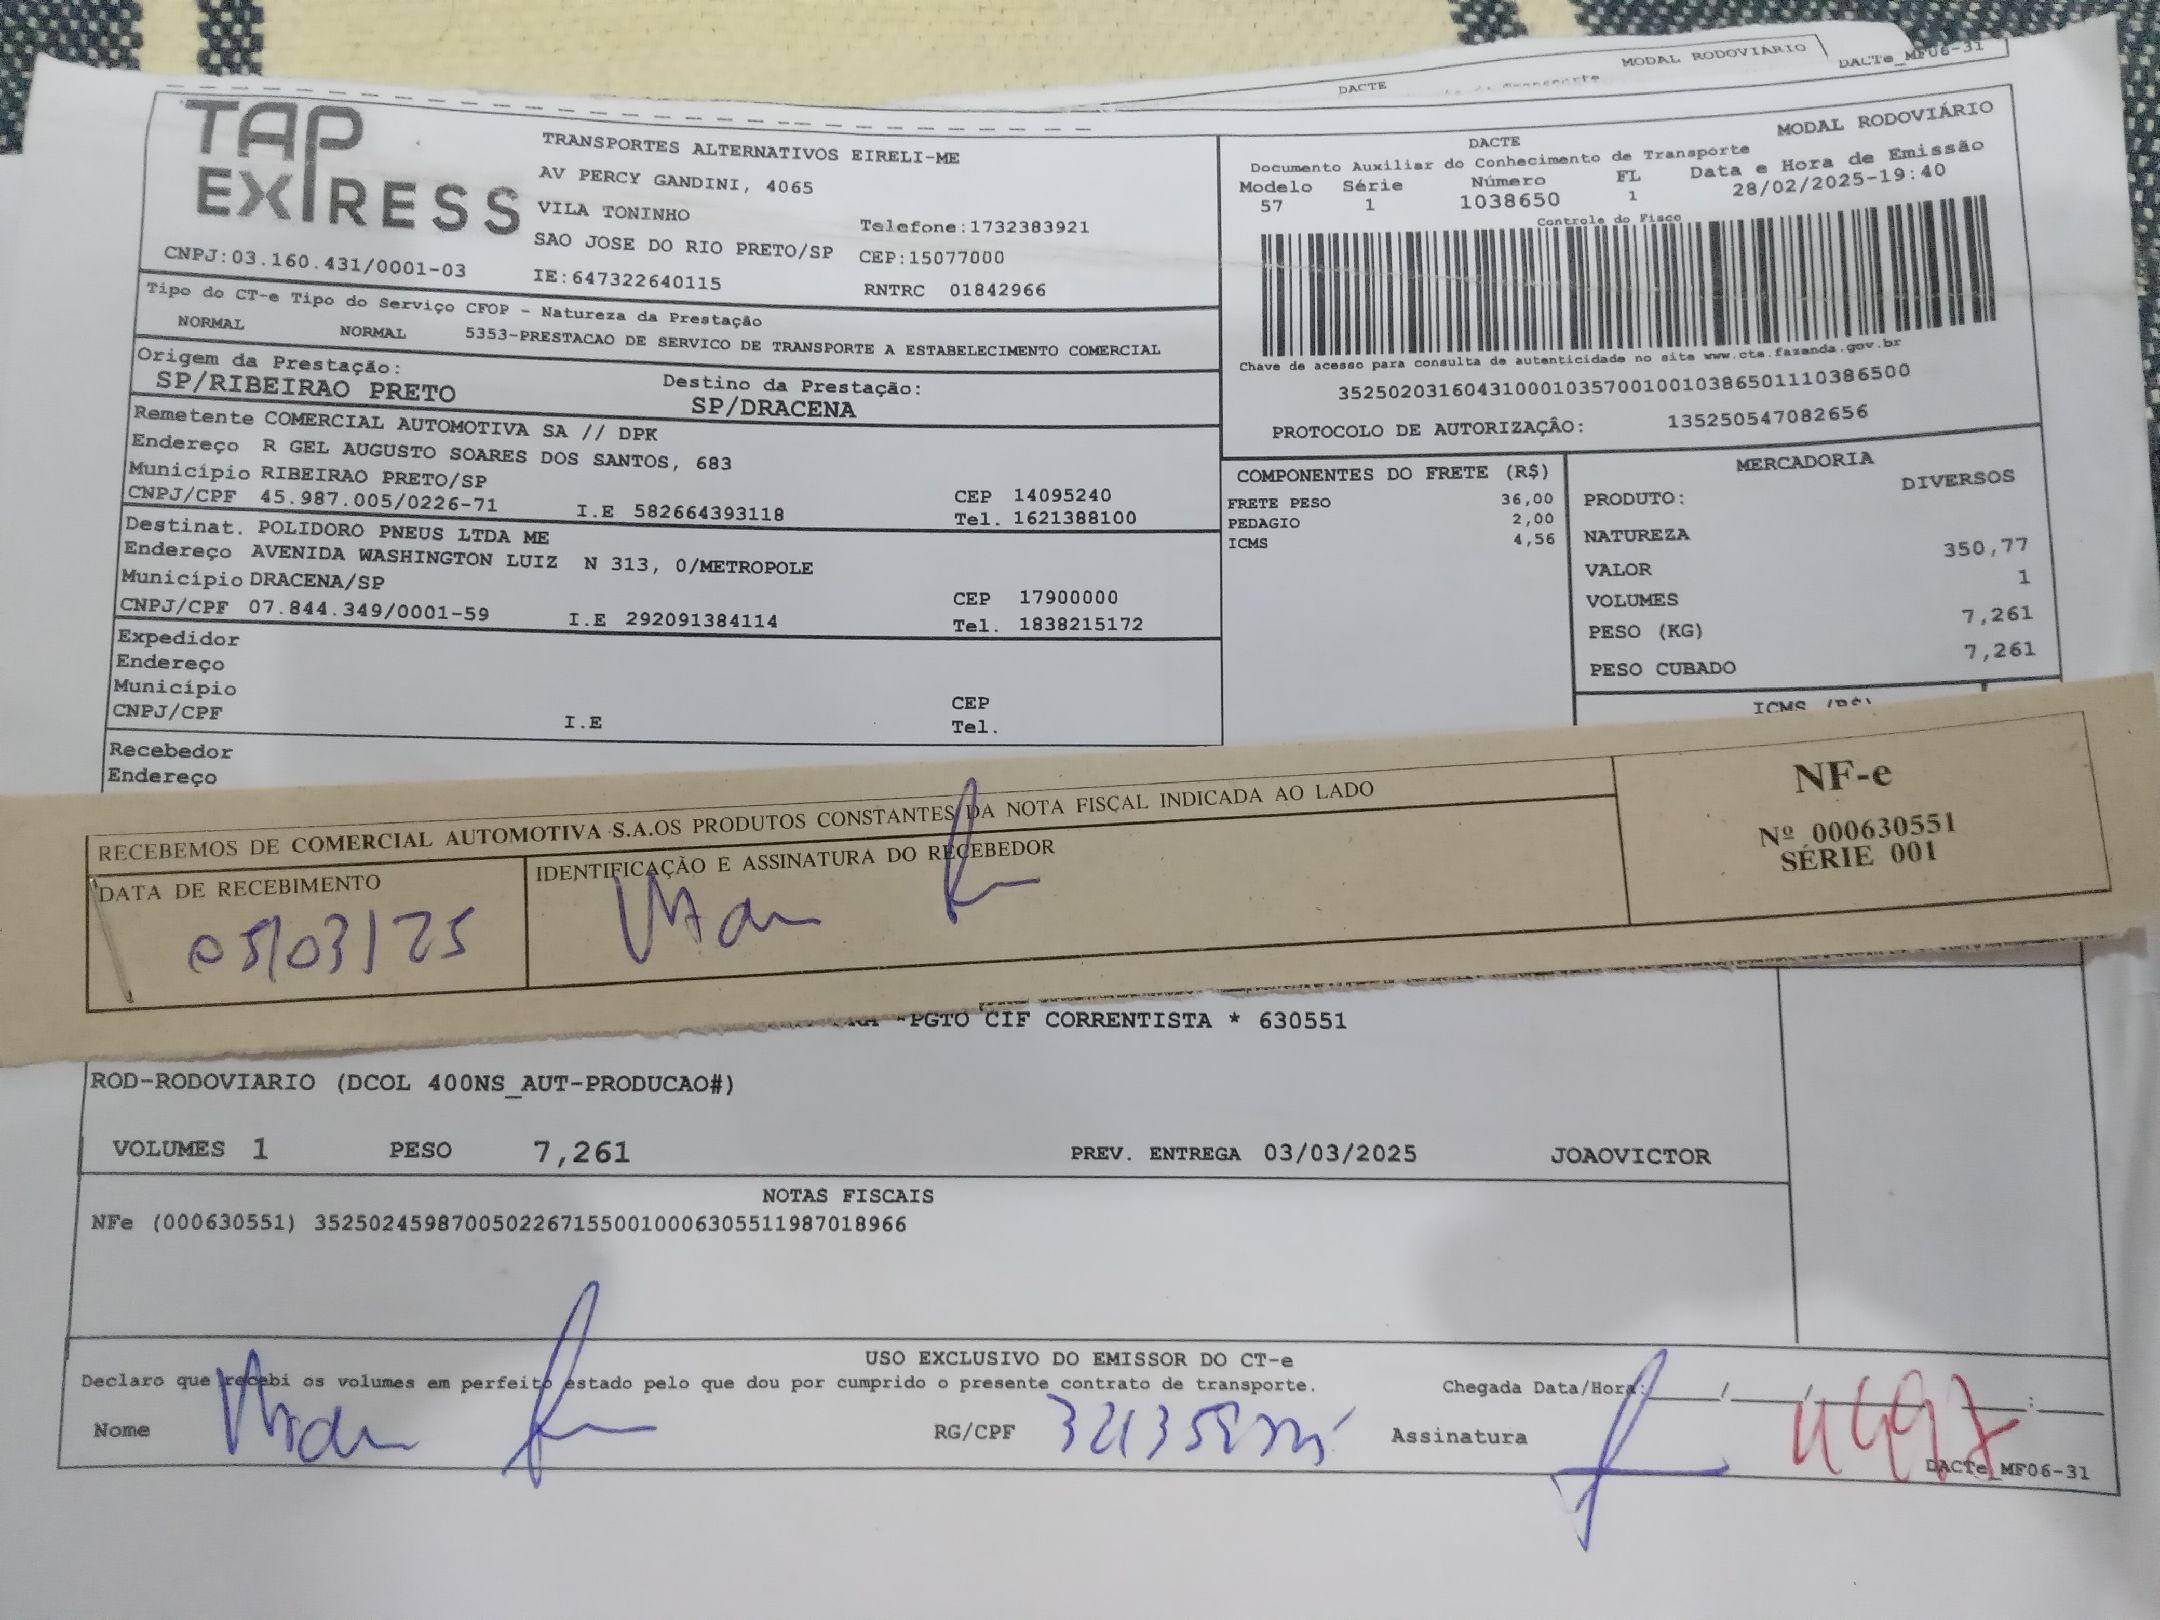 MODAL RODOVIÁRIO
DACTE
DACTe_MF06-31
TAP EXPRESS
TRANSPORTES ALTERNATIVOS EIRELI-ME
AV PERCY GANDINI, 4065
VILA TONINHO
Telefone:1732383921
SAO JOSE DO RIO PRETO/SP CEP:15077000
CNPJ:03.160.431/0001-03 IE:647322640115 RNTRC 01842966
DACTE MODAL RODOVIÁRIO
Documento Auxiliar do Conhecimento de Transporte
Modelo Série Número FL Data e Hora de Emissão
57 1 1038650 1 28/02/2025-19:40
Controle do Fisco
Chave de acesso para consulta de autenticidade no site www.cte.fazenda.gov.br
35250203160431000103570010010386501110386500
PROTOCOLO DE AUTORIZAÇÃO: 135250547082656
Tipo do CT-e Tipo do Serviço CFOP - Natureza da Prestação
NORMAL NORMAL 5353-PRESTACAO DE SERVICO DE TRANSPORTE A ESTABELECIMENTO COMERCIAL
Origem da Prestação: Destino da Prestação:
SP/RIBEIRAO PRETO SP/DRACENA
Remetente COMERCIAL AUTOMOTIVA SA // DPK
Endereço R GEL AUGUSTO SOARES DOS SANTOS, 683
Município RIBEIRAO PRETO/SP CEP 14095240
CNPJ/CPF 45.987.005/0226-71 I.E 582664393118 Tel. 1621388100
Destinat. POLIDORO PNEUS LTDA ME
Endereço AVENIDA WASHINGTON LUIZ N 313, 0/METROPOLE
Município DRACENA/SP CEP 17900000
CNPJ/CPF 07.844.349/0001-59 I.E 292091384114 Tel. 1838215172
Expedidor
Endereço
Município CEP
CNPJ/CPF I.E Tel.
Recebedor
Endereço
COMPONENTES DO FRETE (R$)
FRETE PESO 36,00
PEDAGIO 2,00
ICMS 4,56
MERCADORIA
PRODUTO: DIVERSOS
NATUREZA
VALOR 350,77
VOLUMES 1
PESO (KG) 7,261
PESO CUBADO 7,261
ICMS (R$)
RECEBEMOS DE COMERCIAL AUTOMOTIVA S.A.OS PRODUTOS CONSTANTES DA NOTA FISCAL INDICADA AO LADO
DATA DE RECEBIMENTO IDENTIFICAÇÃO E ASSINATURA DO RECEBEDOR
05/03/25
NF-e
Nº 000630551
SÉRIE 001
PGTO CIF CORRENTISTA * 630551
ROD-RODOVIARIO (DCOL 400NS_AUT-PRODUCAO#)
VOLUMES 1 PESO 7,261 PREV. ENTREGA 03/03/2025 JOAOVICTOR
NOTAS FISCAIS
NFe (000630551) 35250245987005022671550010006305511987018966
USO EXCLUSIVO DO EMISSOR DO CT-e
Declaro que recebi os volumes em perfeito estado pelo que dou por cumprido o presente contrato de transporte. Chegada Data/Hora:
Nome RG/CPF Assinatura
DACTe_MF06-31